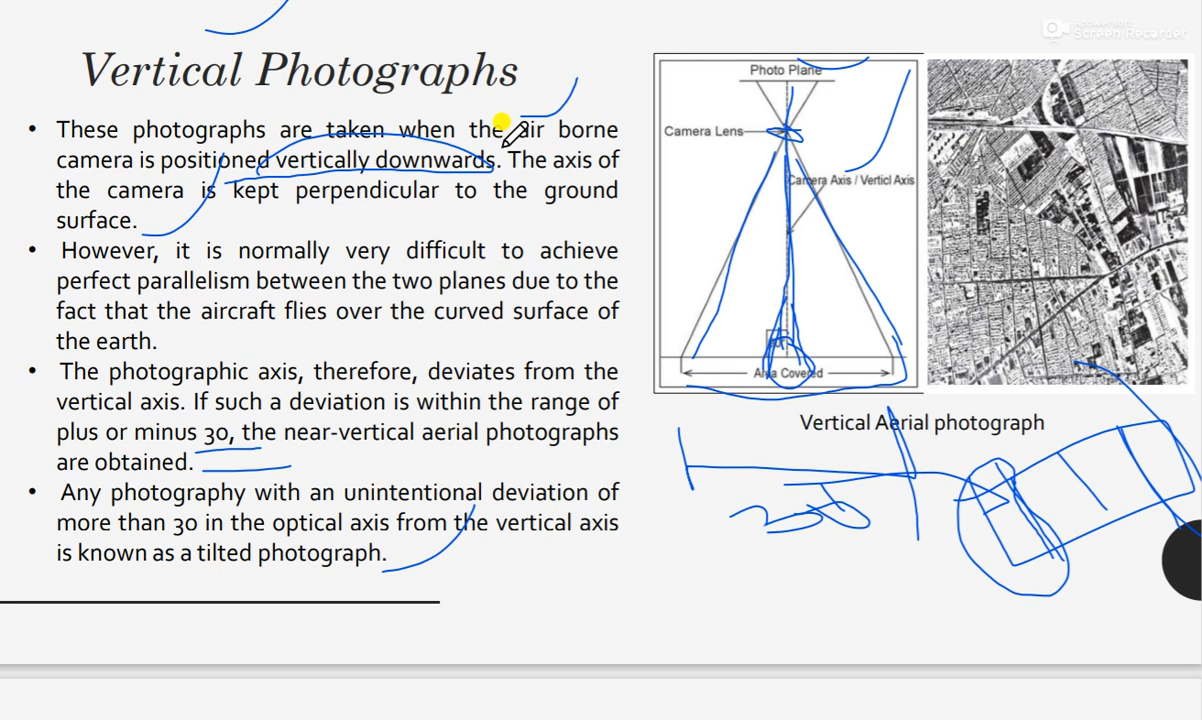 Apowersoft
Screen Recorder
Vertical Photographs
• These photographs are taken when the air borne
camera is positioned vertically downwards. The axis of
the camera is kept perpendicular to the ground
surface.
• However, it is normally very difficult to achieve
perfect parallelism between the two planes due to the
fact that the aircraft flies over the curved surface of
the earth.
• The photographic axis, therefore, deviates from the
vertical axis. If such a deviation is within the range of
plus or minus 30, the near-vertical aerial photographs
are obtained.
• Any photography with an unintentional deviation of
more than 30 in the optical axis from the vertical axis
is known as a tilted photograph.
Photo Plane
Camera Lens
Camera Axis / Verticl Axis
Area Covered
Vertical Aerial photograph